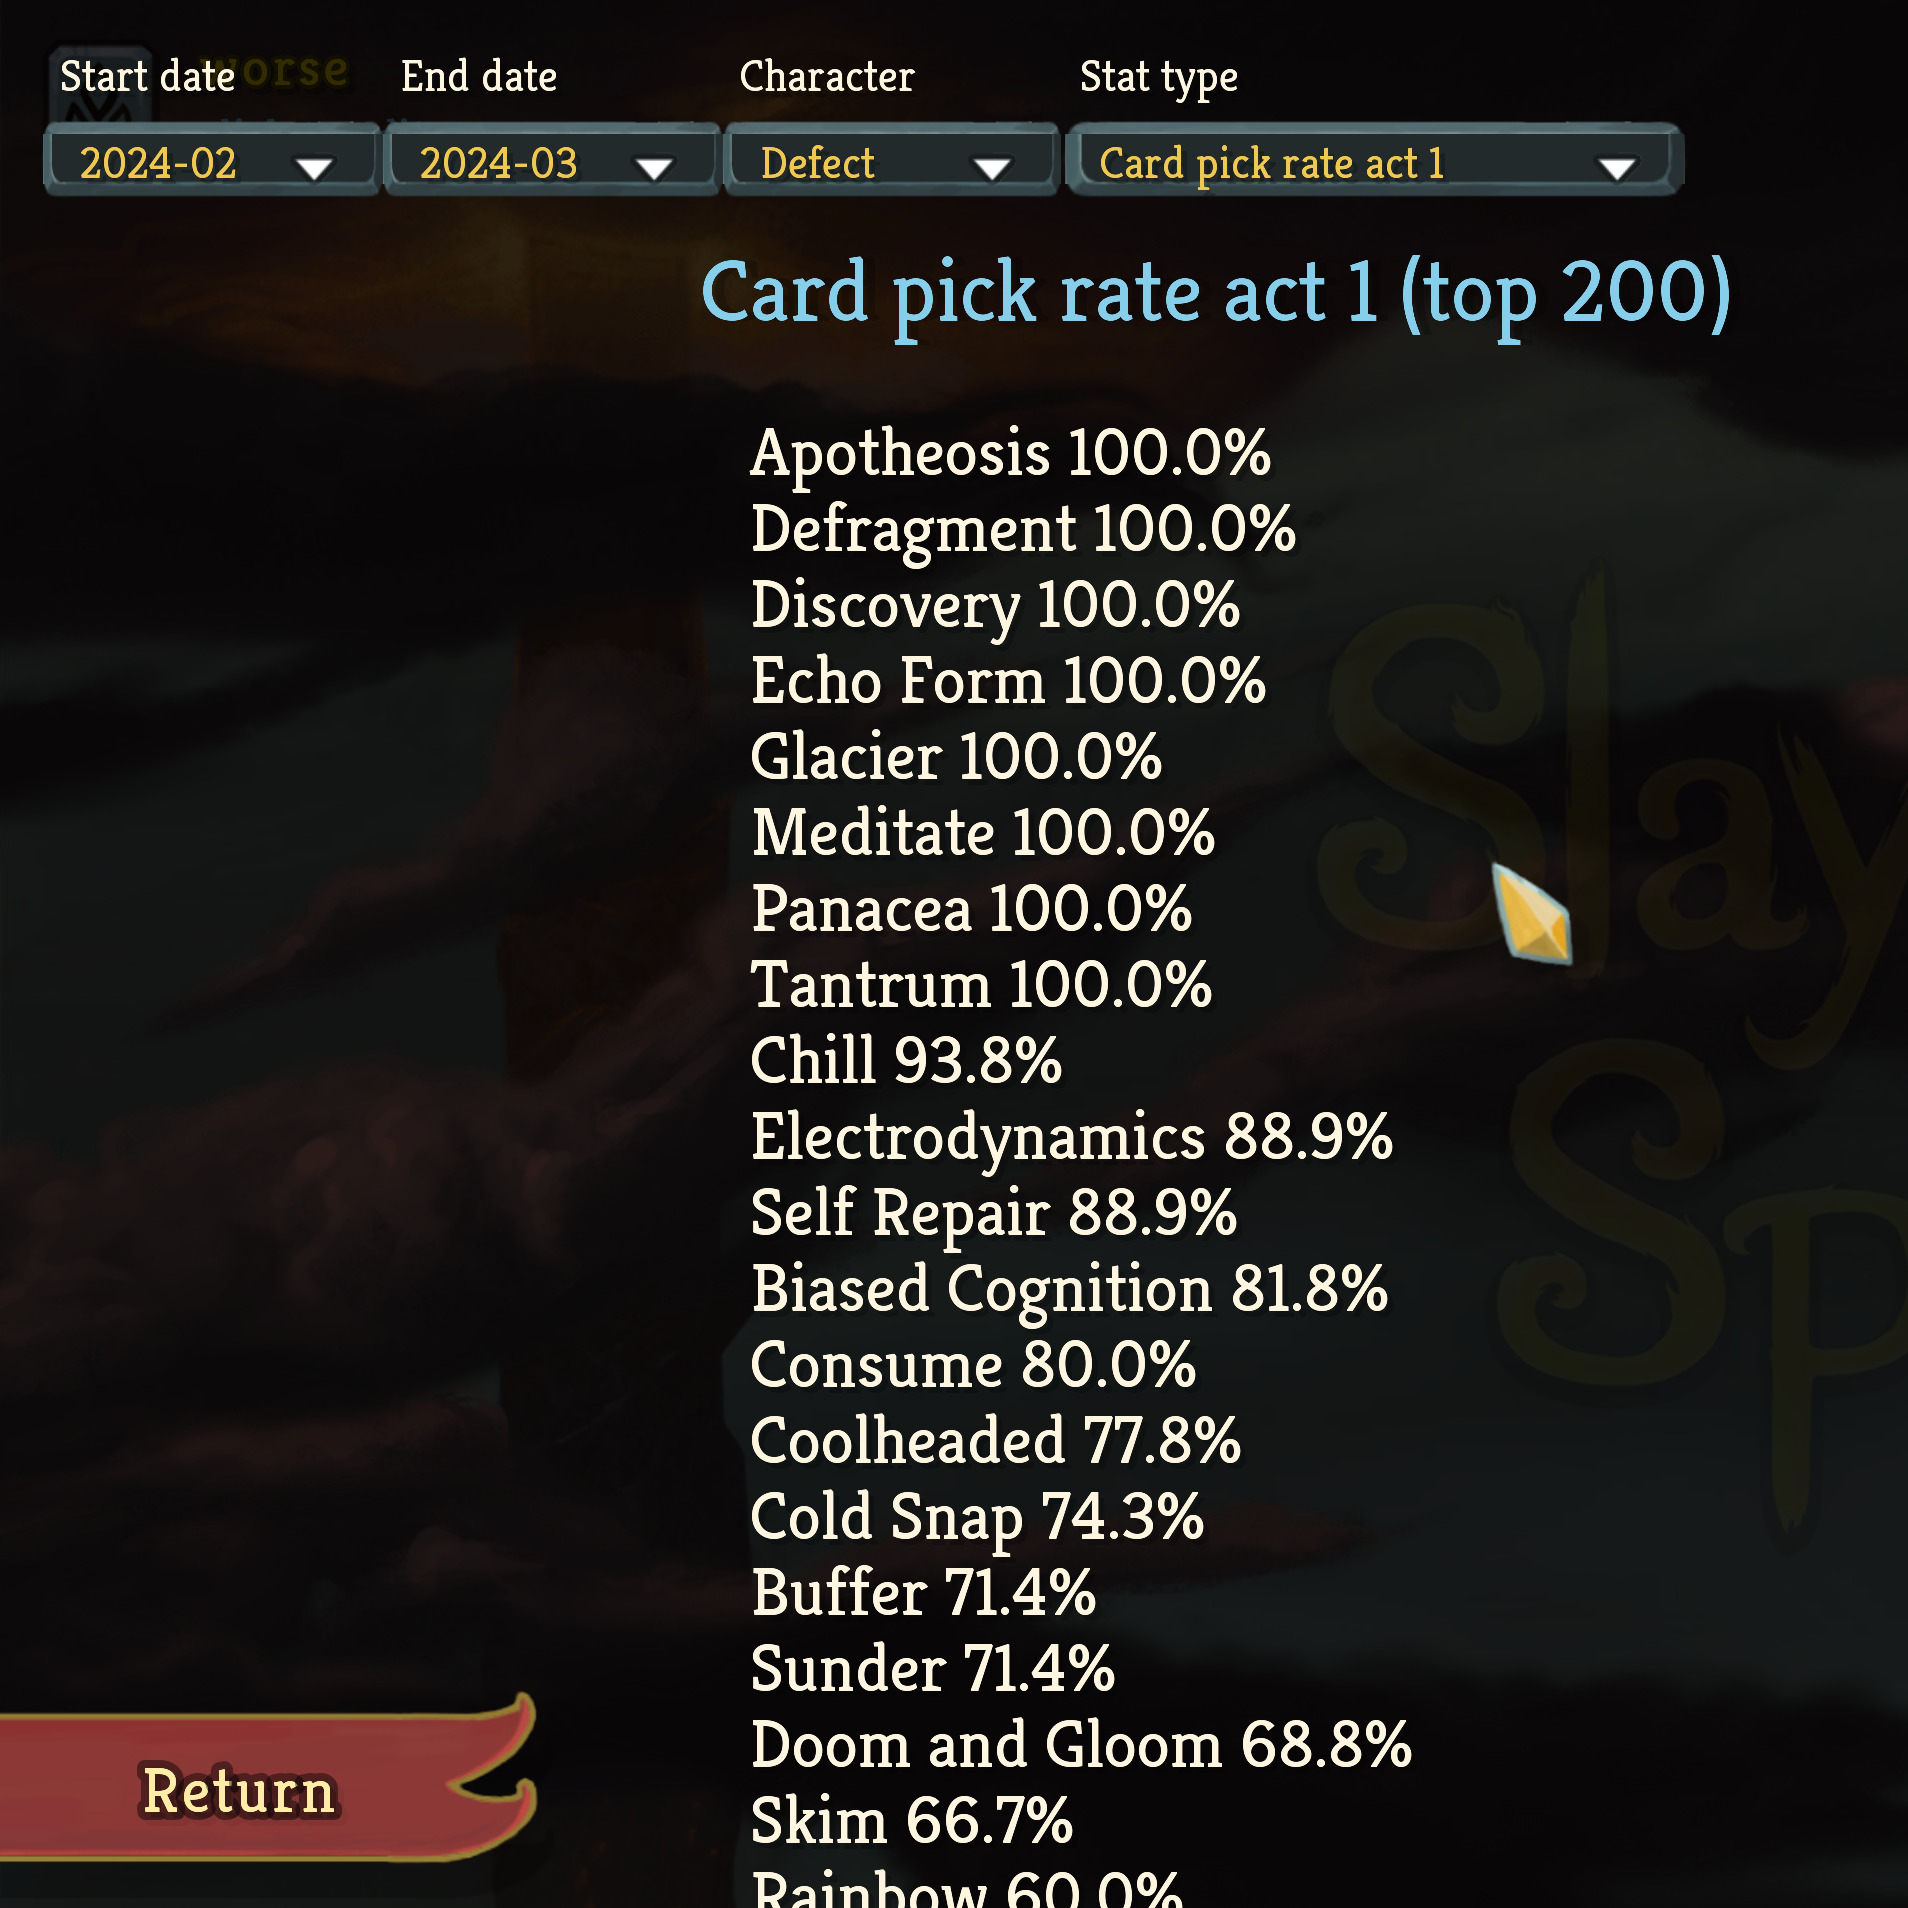 worse
Start date End date Character Stat type
2024-02 2024-03 Defect Card pick rate act 1
Card pick rate act 1 (top 200)
Apotheosis 100.0%
Defragment 100.0%
Discovery 100.0%
Echo Form 100.0%
Glacier 100.0%
Meditate 100.0%
Panacea 100.0%
Tantrum 100.0%
Chill 93.8%
Electrodynamics 88.9%
Self Repair 88.9%
Biased Cognition 81.8%
Consume 80.0%
Coolheaded 77.8%
Cold Snap 74.3%
Buffer 71.4%
Sunder 71.4%
Doom and Gloom 68.8%
Skim 66.7%
Rainbow 60.0%
Slay
Sp
Return